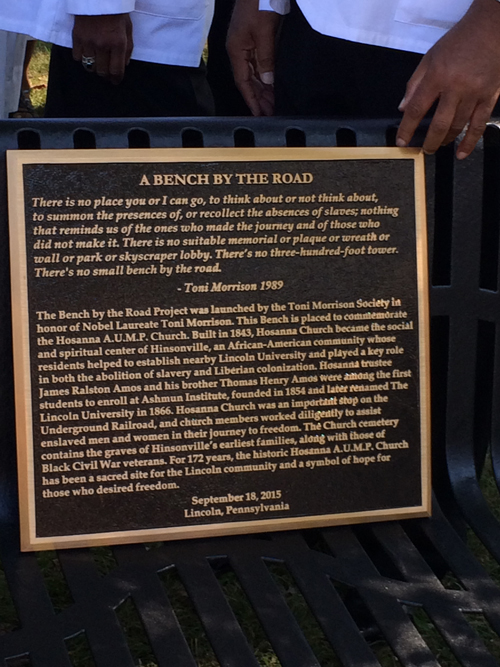 A BENCH BY THE ROAD
There is no place you or I can go, to think about or not think about,
to summon the presences of, or recollect the absences of slaves; nothing
that reminds us of the ones who made the journey and of those who
did not make it. There is no suitable memorial or plaque or wreath or
wall or park or skyscraper lobby. There's no three-hundred-foot tower.
There's no small bench by the road.
- Toni Morrison 1989
The Bench by the Road Project was launched by the Toni Morrison Society in
honor of Nobel Laureate Toni Morrison. This Bench is placed to commemorate
the Hosanna A.U.M.P. Church. Built in 1843, Hosanna Church became the social
and spiritual center of Hinsonville, an African-American community whose
residents helped to establish nearby Lincoln University and played a key role
in both the abolition of slavery and Liberian colonization. Hosanna trustee
James Ralston Amos and his brother Thomas Henry Amos were among the first
students to enroll at Ashmun Institute, founded in 1854 and later renamed The
Lincoln University in 1866. Hosanna Church was an important stop on the
Underground Railroad, and church members worked diligently to assist
enslaved men and women in their journey to freedom. The Church cemetery
contains the graves of Hinsonville's earliest families, along with those of
Black Civil War veterans. For 172 years, the historic Hosanna A.U.M.P. Church
has been a sacred site for the Lincoln community and a symbol of hope for
those who desired freedom.
September 18, 2015
Lincoln, Pennsylvania